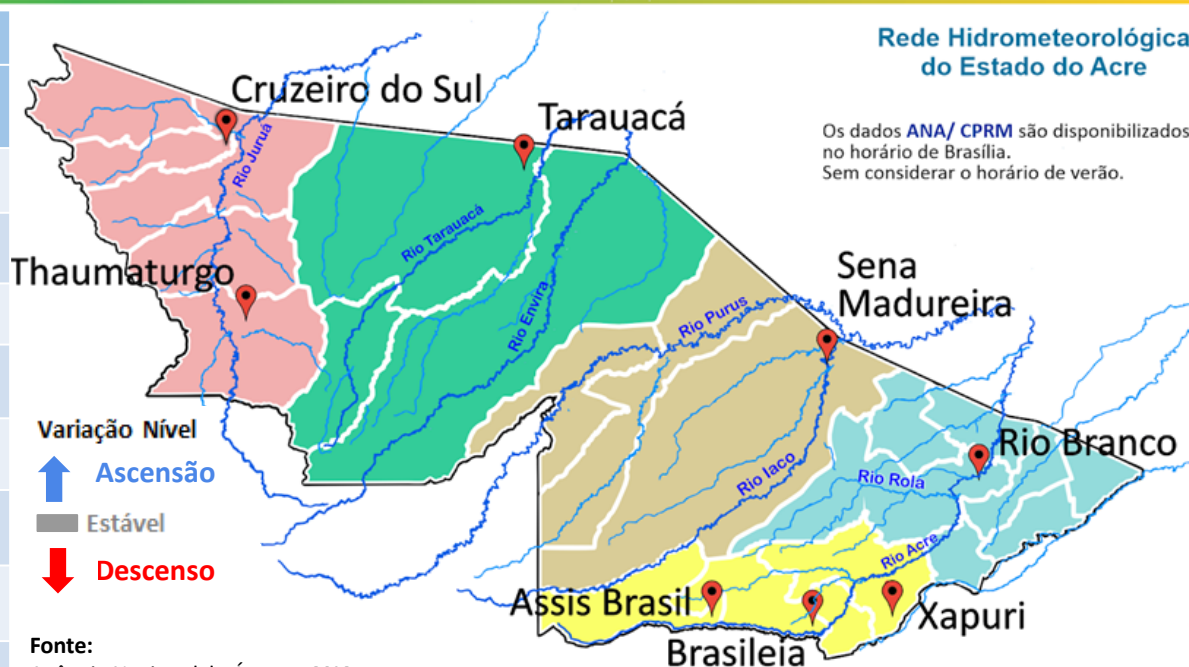 Rede Hidrometeorológica
do Estado do Acre
Os dados ANA/ CPRM são disponibilizados
no horário de Brasília.
Sem considerar o horário de verão.
Cruzeiro do Sul
Tarauacá
Rio Juruá
Rio Tarauacá
Thaumaturgo
Rio Envira
Sena
Madureira
Rio Purus
Rio Branco
Rio Iaco
Rio Rolá
Rio Acre
Assis Brasil
Brasileia
Xapuri
Variação Nível
Ascensão
Estável
Descenso
Fonte: